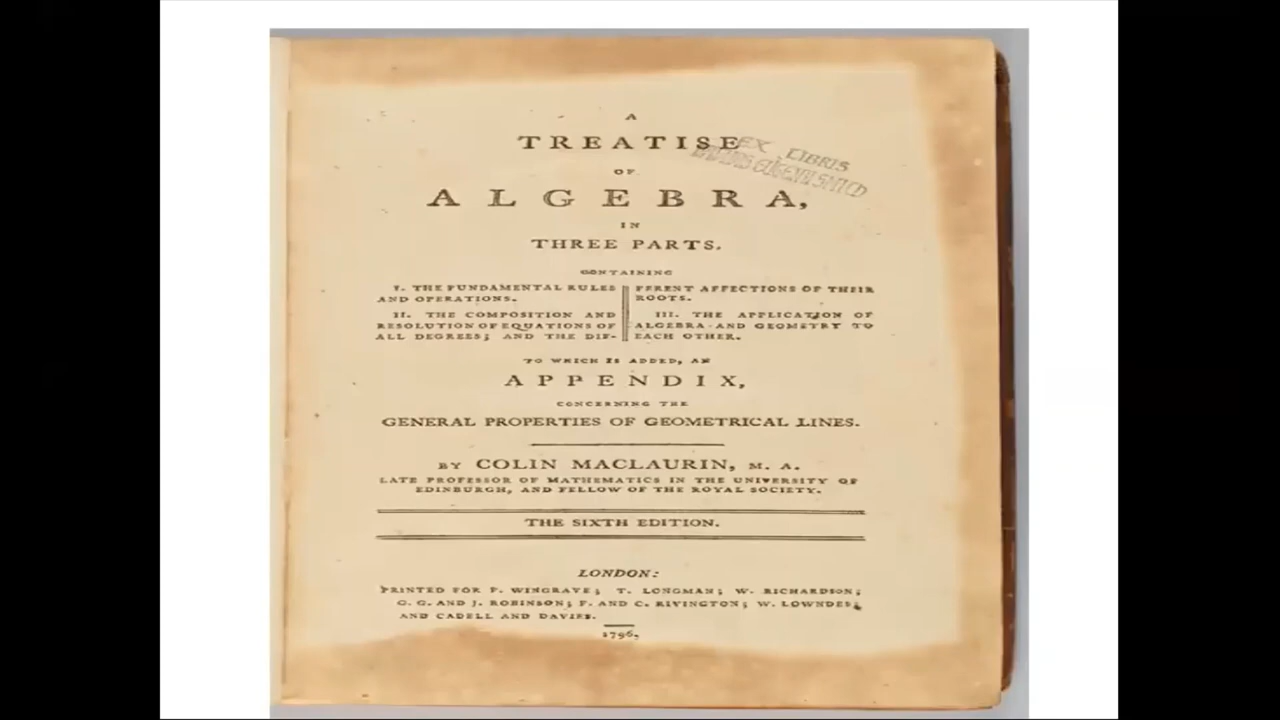 A
TREATISE
OF
ALGEBRA,
IN
THREE PARTS.
CONTAINING
I. THE FUNDAMENTAL RULES
AND OPERATIONS.
II. THE COMPOSITION AND
RESOLUTION OF EQUATIONS OF
ALL DEGREES; AND THE DIF-
FERENT AFFECTIONS OF THEIR
ROOTS.
III. THE APPLICATION OF
ALGEBRA AND GEOMETRY TO
EACH OTHER.
TO WHICH IS ADDED, AN
APPENDIX,
CONCERNING THE
GENERAL PROPERTIES OF GEOMETRICAL LINES.
BY COLIN MACLAURIN, M. A.
LATE PROFESSOR OF MATHEMATICS IN THE UNIVERSITY OF
EDINBURGH, AND FELLOW OF THE ROYAL SOCIETY.
THE SIXTH EDITION.
LONDON:
PRINTED FOR F. WINGRAVE; T. LONGMAN; W. RICHARDSON;
G. G. AND J. ROBINSON; F. AND C. RIVINGTON; W. LOWNDES;
AND CADELL AND DAVIES.
1796.
EX LIBRIS